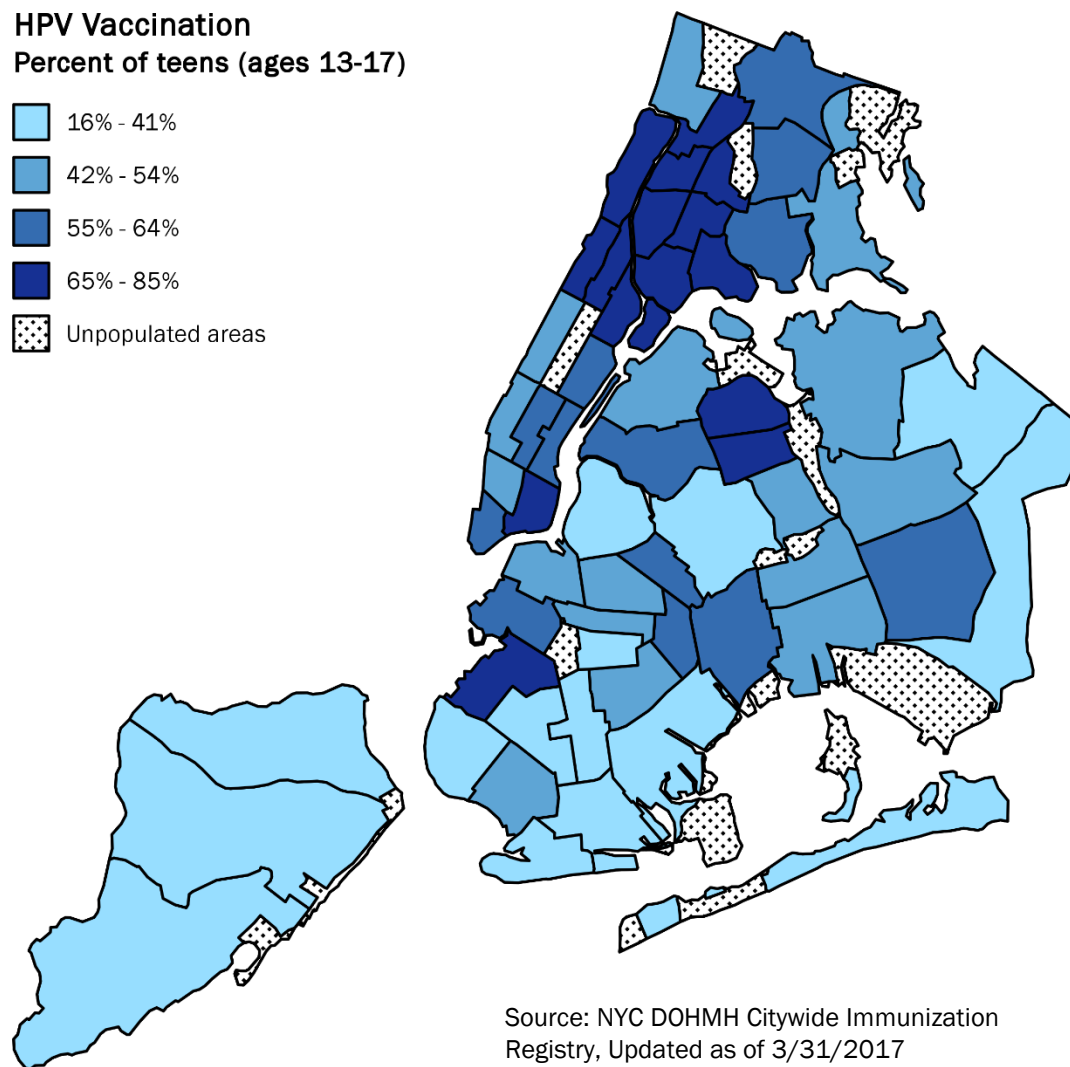 HPV Vaccination
Percent of teens (ages 13-17)
16% - 41%
42% - 54%
55% - 64%
65% - 85%
Unpopulated areas
Source: NYC DOHMH Citywide Immunization
Registry, Updated as of 3/31/2017